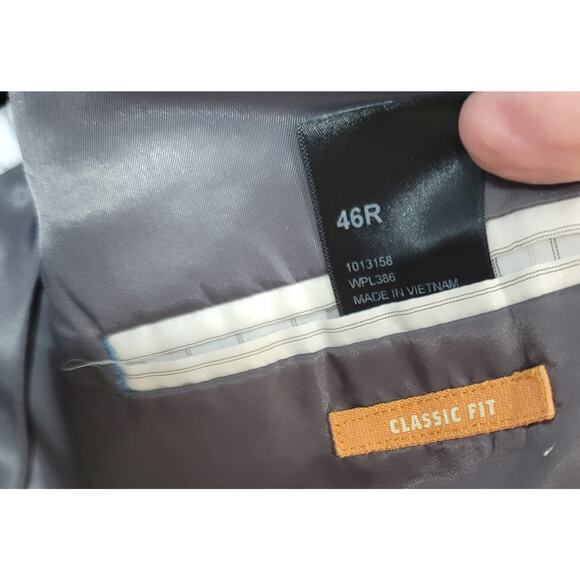 46R
1013158
WPL386
MADE IN VIETNAM
CLASSIC FIT